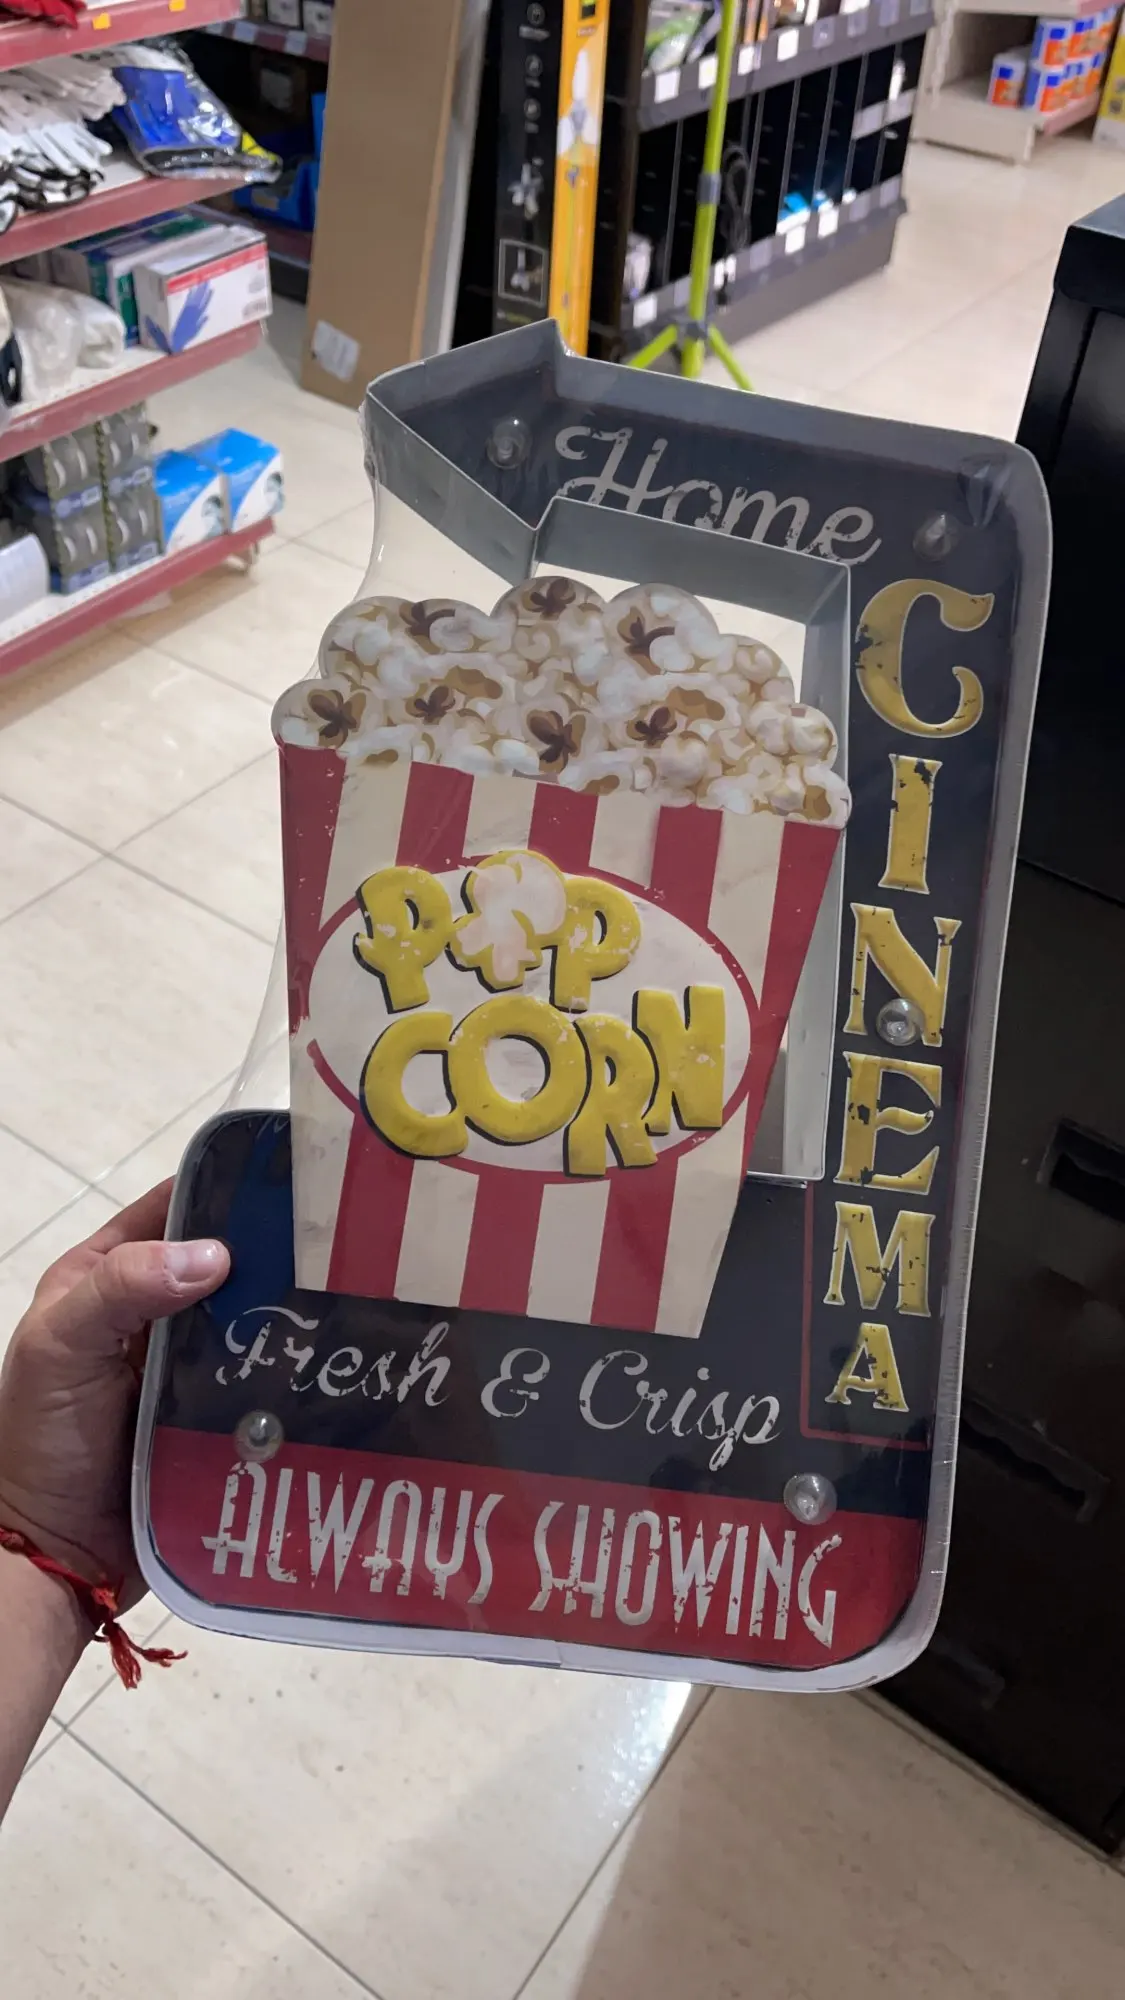 Home
CINEMA
POP
CORN
Fresh & Crisp
ALWAYS SHOWING